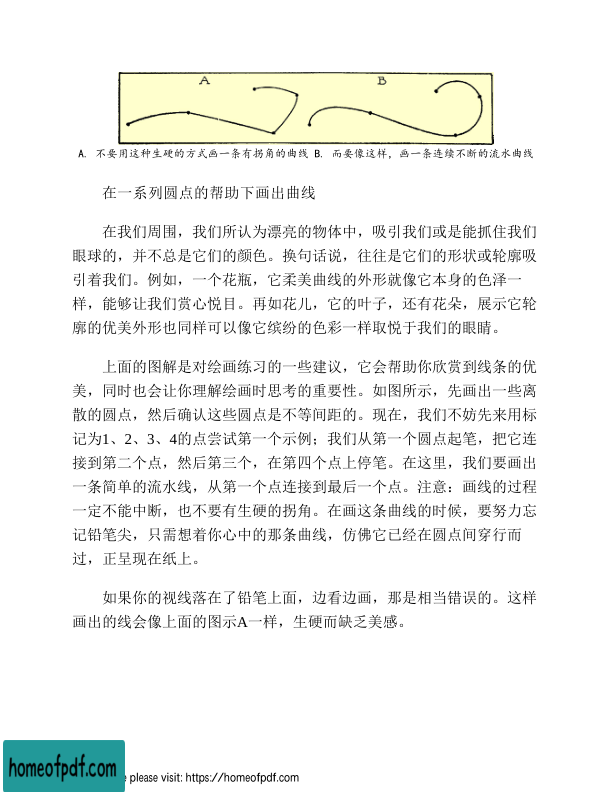 A B
A. 不要用这种生硬的方式画一条有拐角的曲线 B. 而要像这样，画一条连续不断的流水曲线
在一系列圆点的帮助下画出曲线
在我们周围，我们所认为漂亮的物体中，吸引我们或是能抓住我们
眼球的，并不总是它们的颜色。换句话说，往往是它们的形状或轮廓吸
引着我们。例如，一个花瓶，它柔美曲线的外形就像它本身的色泽一
样，能够让我们赏心悦目。再如花儿，它的叶子，还有花朵，展示它轮
廓的优美外形也同样可以像它缤纷的色彩一样取悦于我们的眼睛。
上面的图解是对绘画练习的一些建议，它会帮助你欣赏到线条的优
美，同时也会让你理解绘画时思考的重要性。如图所示，先画出一些离
散的圆点，然后确认这些圆点是不等间距的。现在，我们不妨先来用标
记为1、2、3、4的点尝试第一个示例；我们从第一个圆点起笔，把它连
接到第二个点，然后第三个，在第四个点上停笔。在这里，我们要画出
一条简单的流水线，从第一个点连接到最后一个点。注意：画线的过程
一定不能中断，也不要有生硬的拐角。在画这条曲线的时候，要努力忘
记铅笔尖，只需想着你心中的那条曲线，仿佛它已经在圆点间穿行而
过，正呈现在纸上。
如果你的视线落在了铅笔上面，边看边画，那是相当错误的。这样
画出的线会像上面的图示A一样，生硬而缺乏美感。
homeofpdf.com
e please visit: https://homeofpdf.com